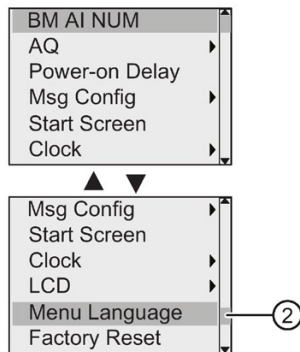 BM AI NUM
AQ
Power-on Delay
Msg Config
Start Screen
Clock
Msg Config
Start Screen
Clock
LCD
Menu Language
2
Factory Reset